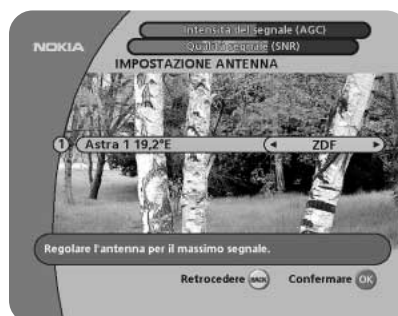 Intensità del segnale (AGC)
NOKIA
Qualità segnale (SNR)
IMPOSTAZIONE ANTENNA
1 Astra 1 19,2°E ZDF
Regolare l'antenna per il massimo segnale.
Retrocedere BACK Confermare OK